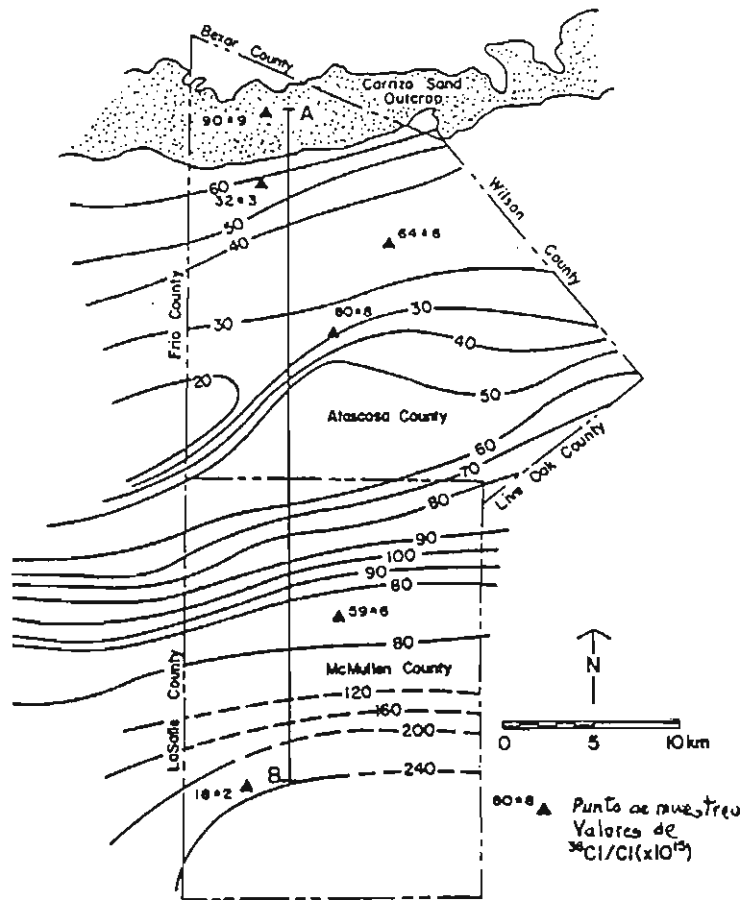 Bexar County
Carrizo Sand
Outcrop
A
90±9
60
32±3
50
40
64±6
Wilson
County
Frio County
30
60±8
30
40
20
50
Atascosa County
60
70
80
Live Oak County
90
100
90
80
59±6
80
McMullen County
LaSalle County
120
160
200
B
240
18±2
N
0 5 10 km
60±8
Punto de muestreo
Valores de
³⁶Cl/Cl(x10¹⁵)